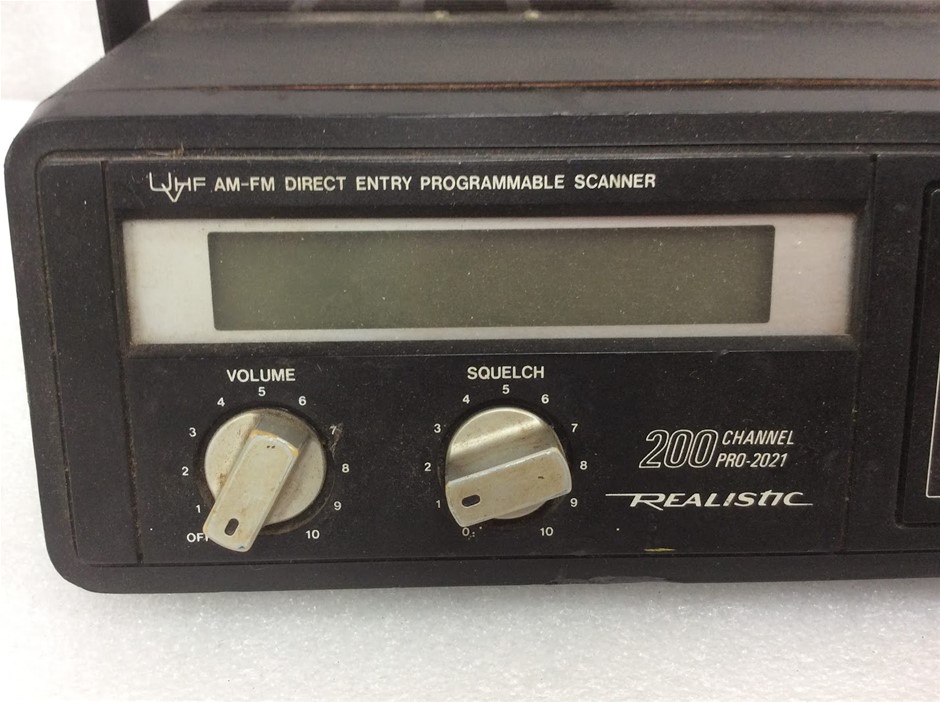 UVHF AM-FM DIRECT ENTRY PROGRAMMABLE SCANNER
VOLUME
OFF 1 2 3 4 5 6 7 8 9 10
SQUELCH
0 1 2 3 4 5 6 7 8 9 10
200 CHANNEL
PRO-2021
REALISTIC